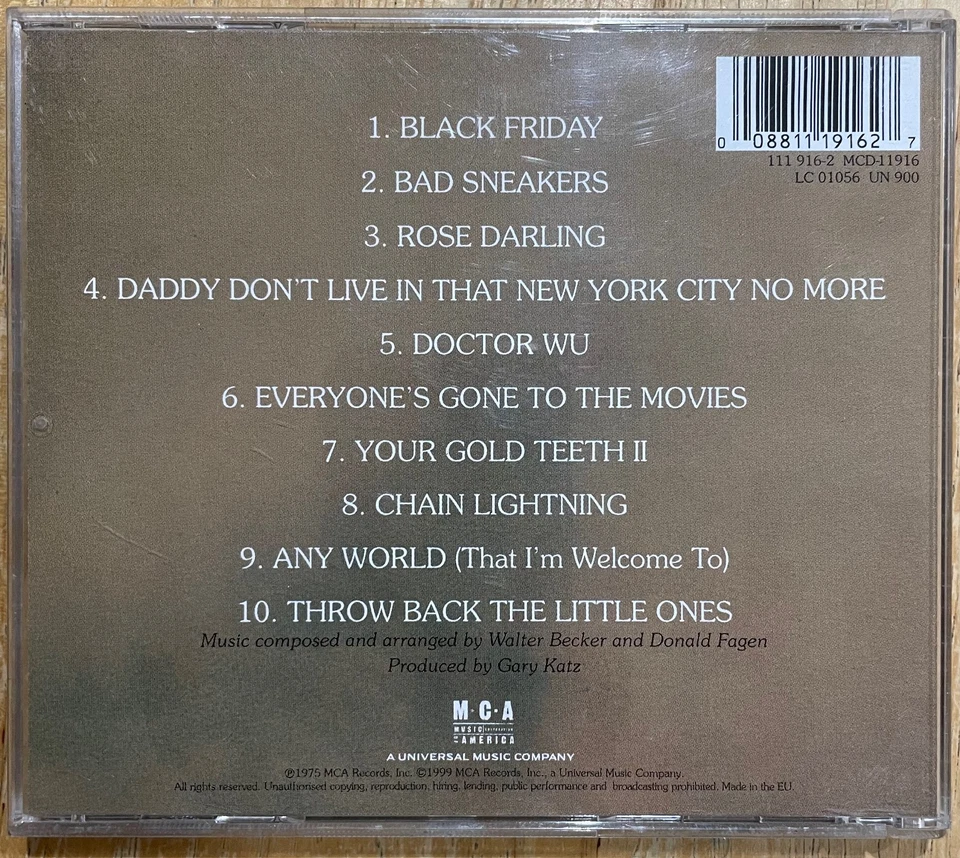 1. BLACK FRIDAY
2. BAD SNEAKERS
3. ROSE DARLING
4. DADDY DON'T LIVE IN THAT NEW YORK CITY NO MORE
5. DOCTOR WU
6. EVERYONE'S GONE TO THE MOVIES
7. YOUR GOLD TEETH II
8. CHAIN LIGHTNING
9. ANY WORLD (That I'm Welcome To)
10. THROW BACK THE LITTLE ONES
Music composed and arranged by Walter Becker and Donald Fagen
Produced by Gary Katz
0 08811 19162 7
111 916-2 MCD-11916
LC 01056 UN 900
M·C·A
MUSIC CORPORATION
OF AMERICA
A UNIVERSAL MUSIC COMPANY
℗1975 MCA Records, Inc. ©1999 MCA Records, Inc., a Universal Music Company.
All rights reserved. Unauthorised copying, reproduction, hiring, lending, public performance and broadcasting prohibited. Made in the EU.